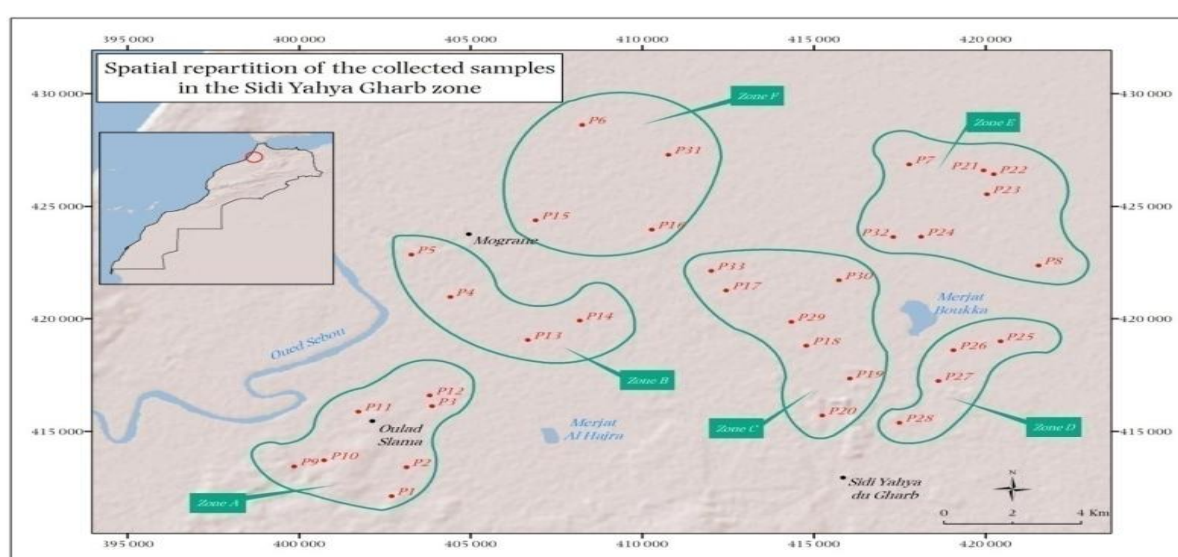 395 000 400 000 405 000 410 000 415 000 420 000
Spatial repartition of the collected samples
in the Sidi Yahya Gharb zone
430 000
430 000
Zone F
P6
Zone E
P31
P7
P21
P22
P23
425 000
425 000
P15
P16
P32
P24
Mograne
P5
P8
P33
P30
P17
P4
Merjat
Boukka
420 000
420 000
P14
P29
Oued Sebou
P13
P18
P25
P26
Zone B
P19
P27
P12
P3
P11
P20
P28
Oulad
Slama
Merjat
Al Hajra
Zone C
Zone D
415 000
415 000
P9
P10
P2
Sidi Yahya
du Gharb
N
P1
Zone A
0 2 4 Km
395 000 400 000 405 000 410 000 415 000 420 000